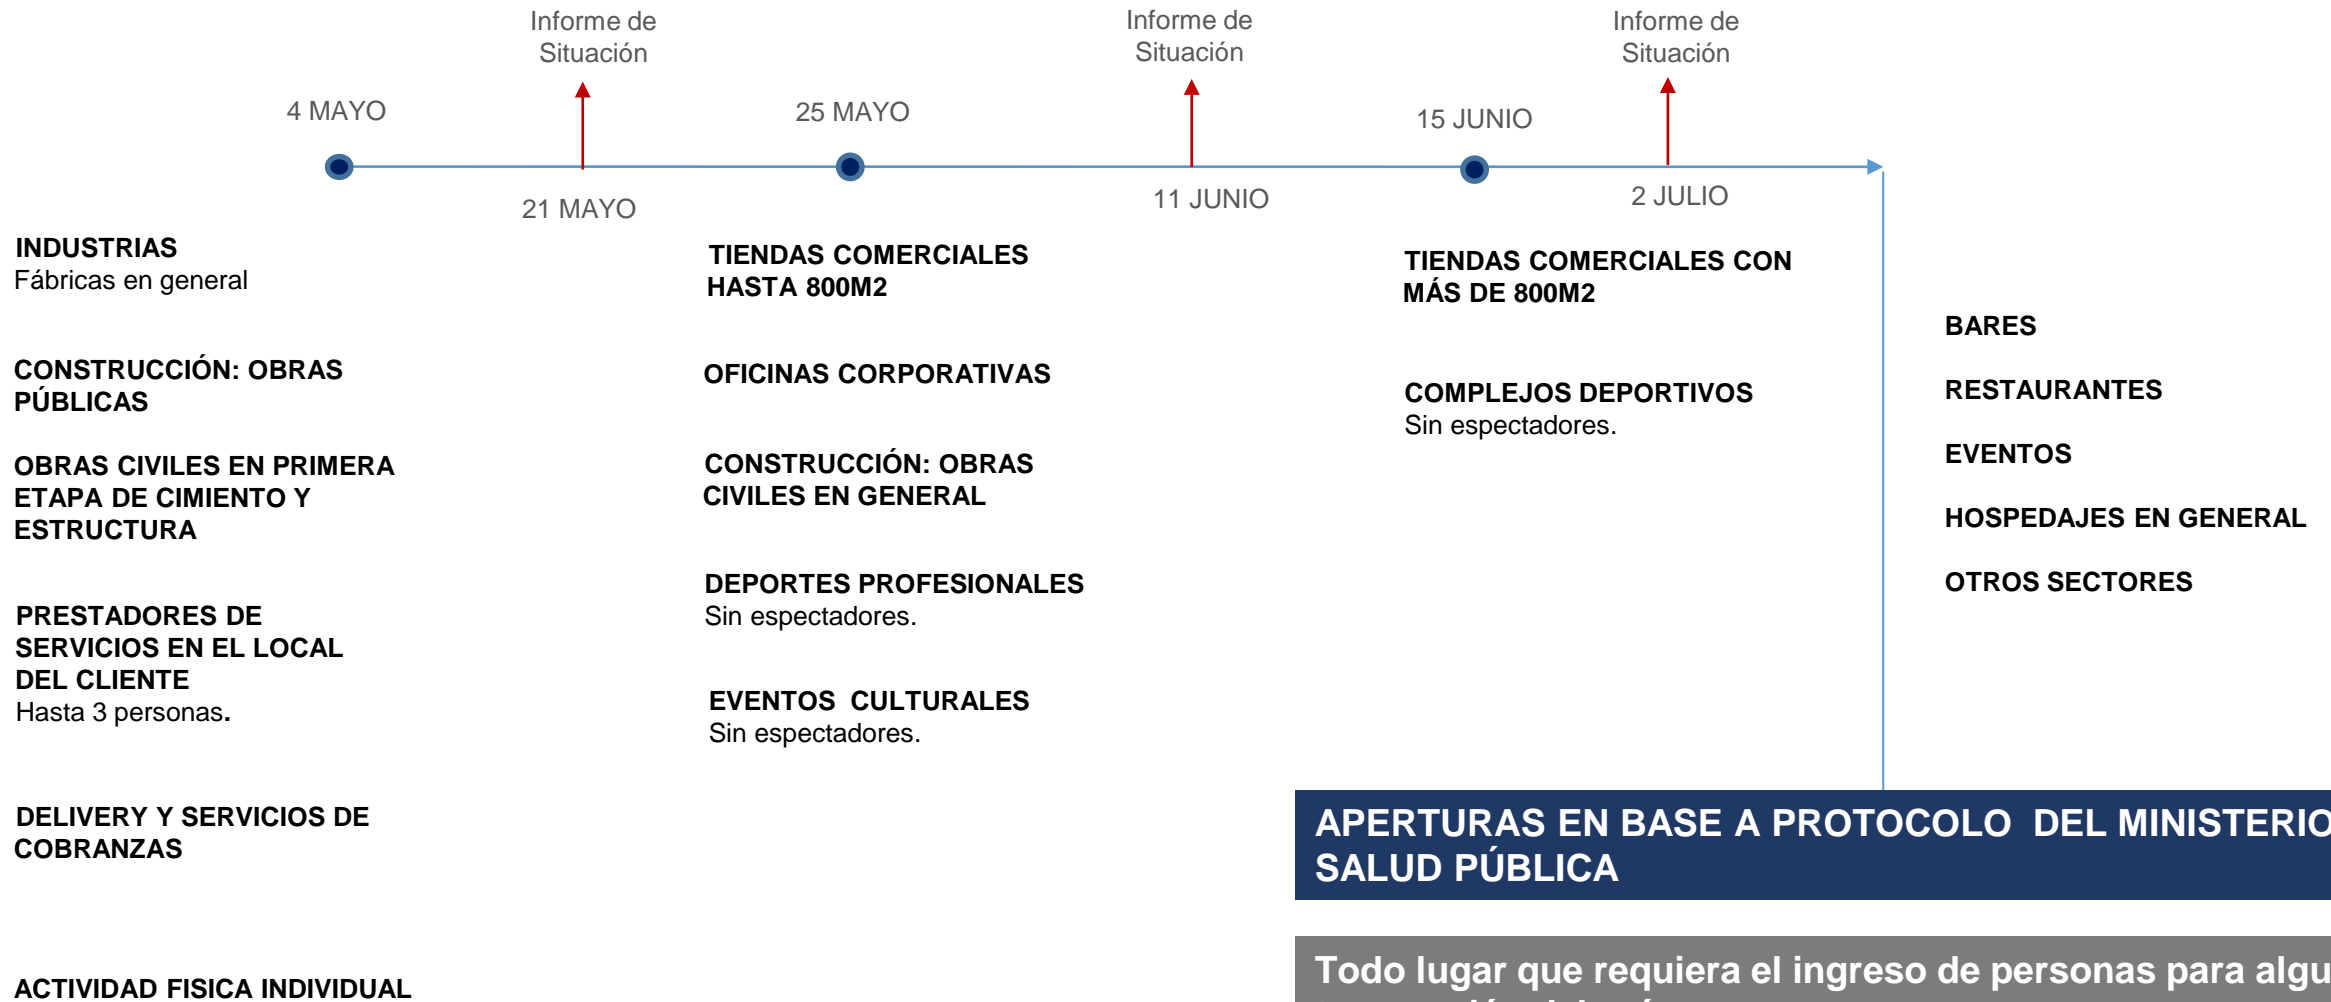 Informe de
Situación
Informe de
Situación
Informe de
Situación
4 MAYO
25 MAYO
15 JUNIO
21 MAYO
11 JUNIO
2 JULIO
INDUSTRIAS
Fábricas en general
CONSTRUCCIÓN: OBRAS
PÚBLICAS
OBRAS CIVILES EN PRIMERA
ETAPA DE CIMIENTO Y
ESTRUCTURA
PRESTADORES DE
SERVICIOS EN EL LOCAL
DEL CLIENTE
Hasta 3 personas.
DELIVERY Y SERVICIOS DE
COBRANZAS
ACTIVIDAD FISICA INDIVIDUAL
TIENDAS COMERCIALES
HASTA 800M2
OFICINAS CORPORATIVAS
CONSTRUCCIÓN: OBRAS
CIVILES EN GENERAL
DEPORTES PROFESIONALES
Sin espectadores.
EVENTOS CULTURALES
Sin espectadores.
TIENDAS COMERCIALES CON
MÁS DE 800M2
COMPLEJOS DEPORTIVOS
Sin espectadores.
BARES
RESTAURANTES
EVENTOS
HOSPEDAJES EN GENERAL
OTROS SECTORES
APERTURAS EN BASE A PROTOCOLO DEL MINISTERIO
SALUD PÚBLICA
Todo lugar que requiera el ingreso de personas para algu